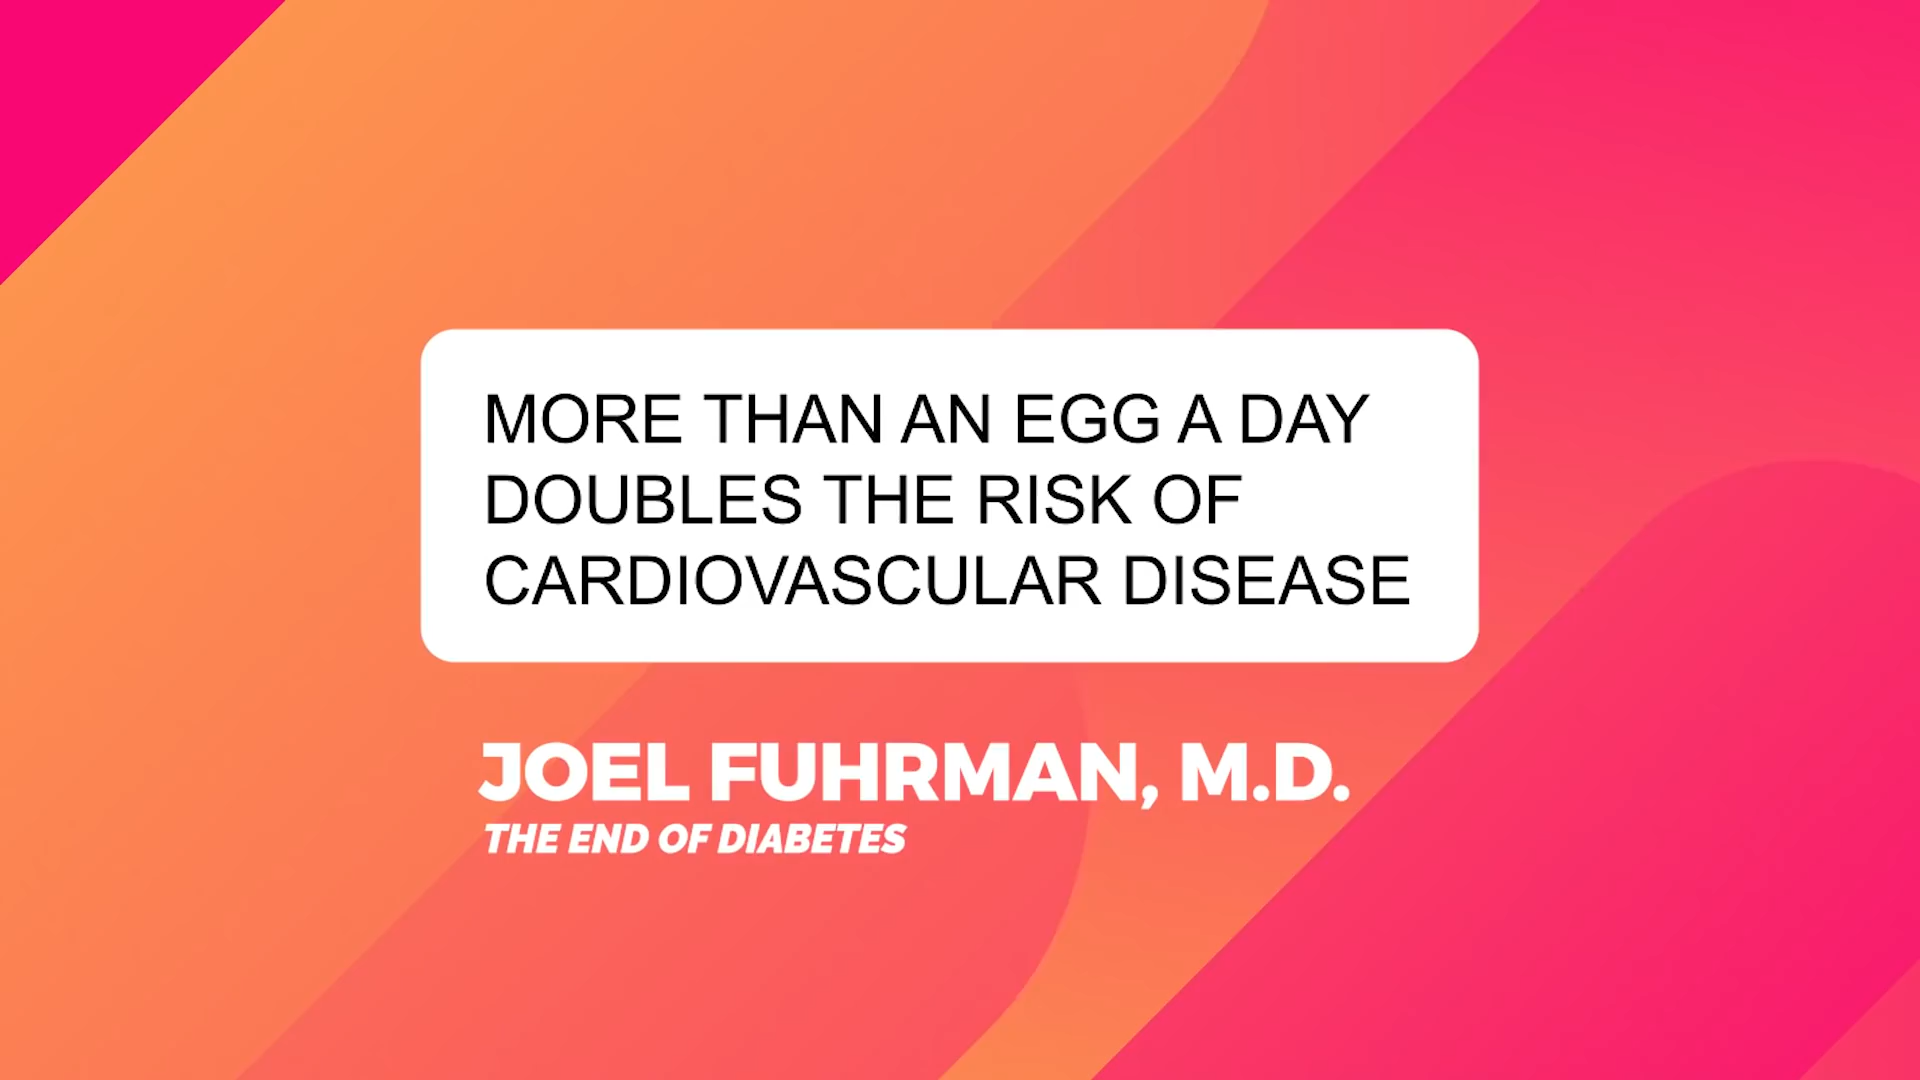 MORE THAN AN EGG A DAY
DOUBLES THE RISK OF
CARDIOVASCULAR DISEASE
JOEL FUHRMAN, M.D.
THE END OF DIABETES